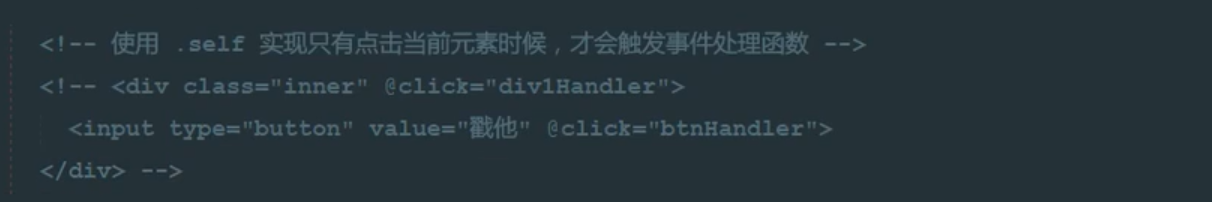 <!-- 使用 .self 实现只有点击当前元素时候，才会触发事件处理函数 -->
<!-- <div class="inner" @click="div1Handler">
<input type="button" value="戳他" @click="btnHandler">
</div> -->